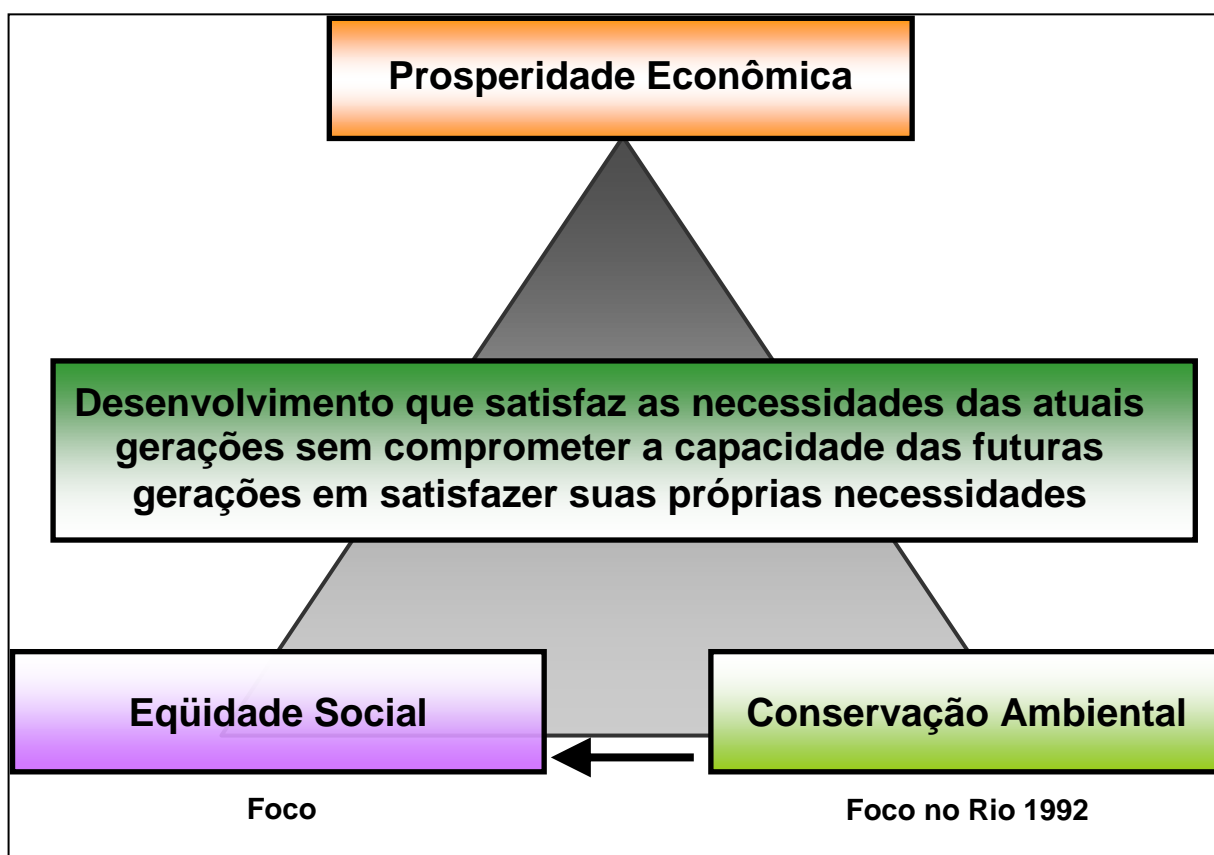 Prosperidade Econômica
Desenvolvimento que satisfaz as necessidades das atuais
gerações sem comprometer a capacidade das futuras
gerações em satisfazer suas próprias necessidades
Eqüidade Social
Conservação Ambiental
Foco
Foco no Rio 1992